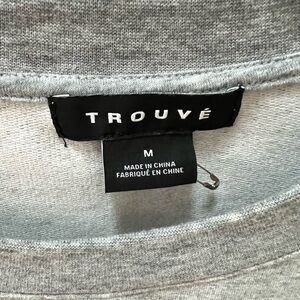 TROUVÉ
M
MADE IN CHINA
FABRIQUÉ EN CHINE